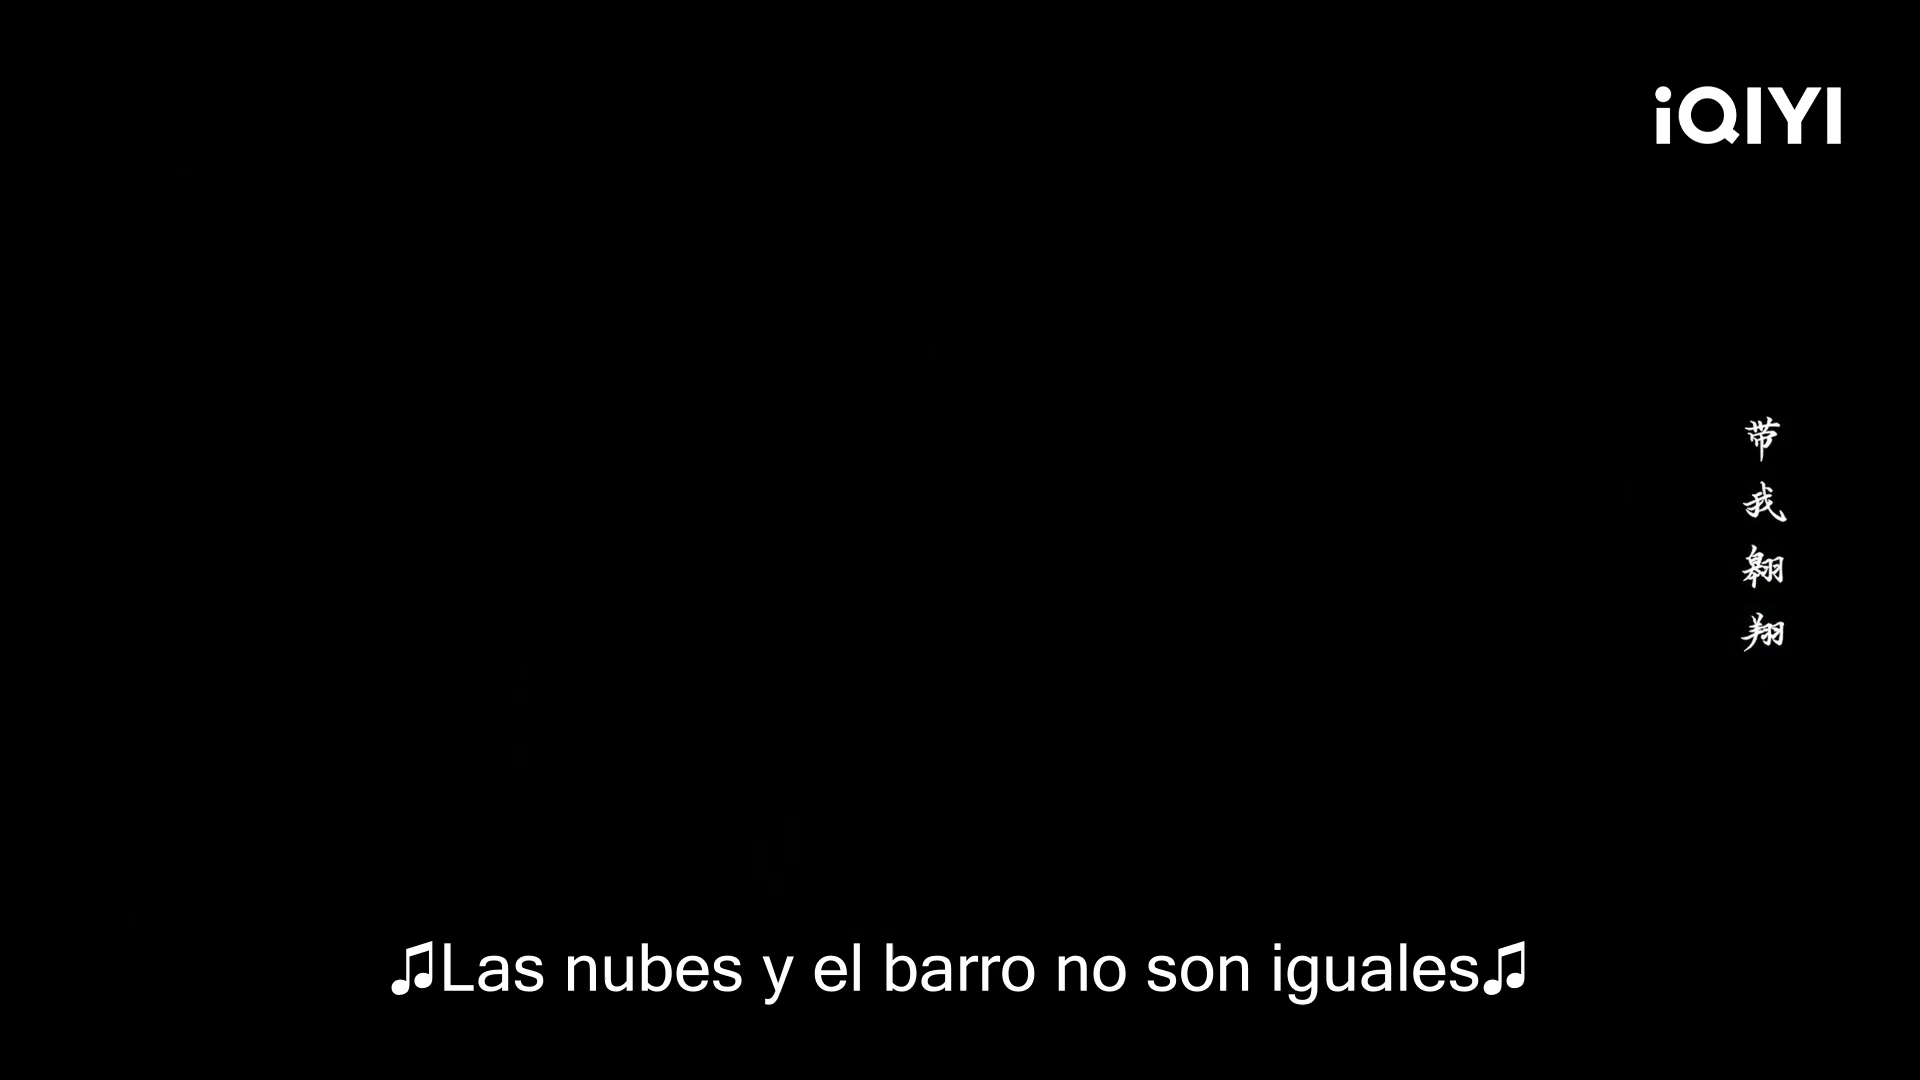 iQIYI
带我翱翔
♫Las nubes y el barro no son iguales♫